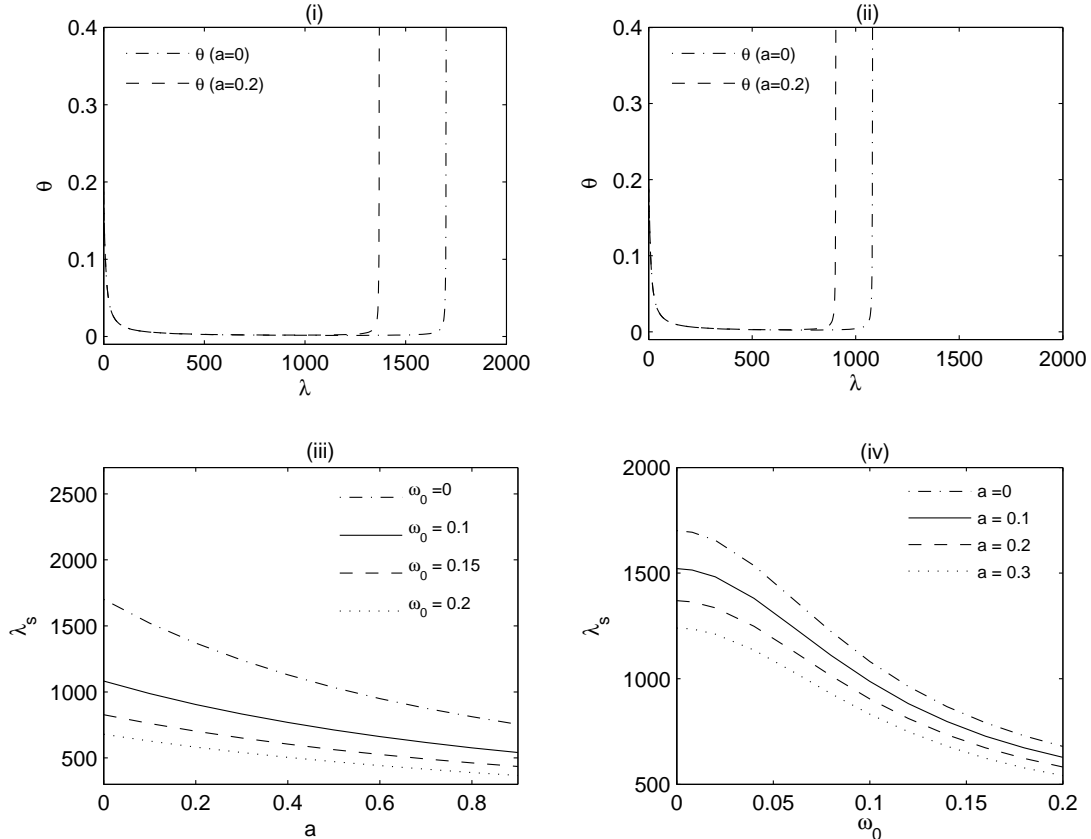 (i)
0.4
0.3
0.2
0.1
0
θ
θ (a=0)
θ (a=0.2)
0 500 1000 1500 2000
λ
(ii)
0.4
0.3
0.2
0.1
0
θ
θ (a=0)
θ (a=0.2)
0 500 1000 1500 2000
λ
(iii)
2500
2000
1500
1000
500
λs
ω0 =0
ω0 = 0.1
ω0 = 0.15
ω0 = 0.2
0 0.2 0.4 0.6 0.8
a
(iv)
2000
1500
1000
500
λs
a =0
a = 0.1
a = 0.2
a = 0.3
0 0.05 0.1 0.15 0.2
ω0